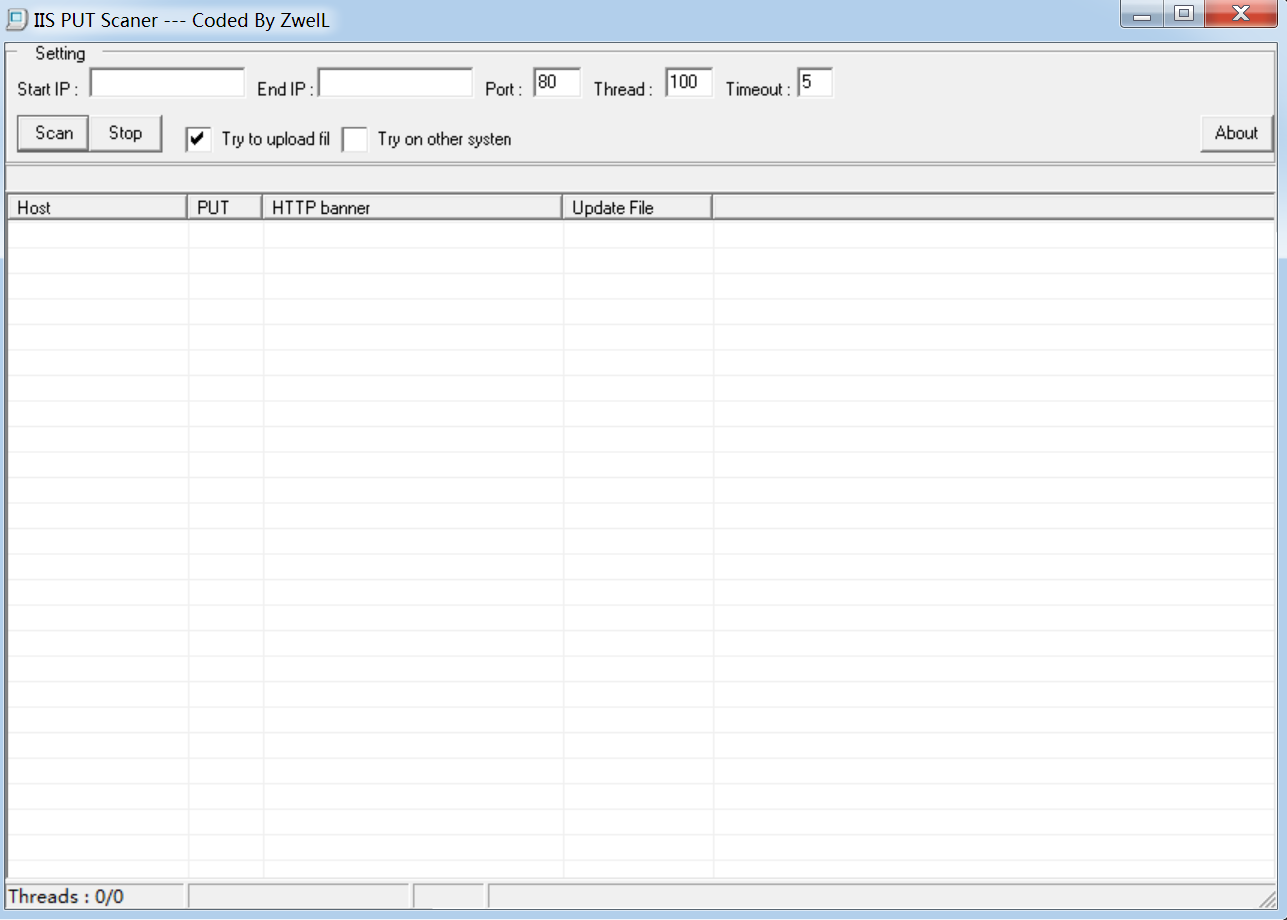 IIS PUT Scaner --- Coded By ZwelL
Setting
Start IP : End IP : Port : 80 Thread : 100 Timeout : 5
Scan Stop Try to upload fil Try on other systen About
Host PUT HTTP banner Update File
Threads : 0/0